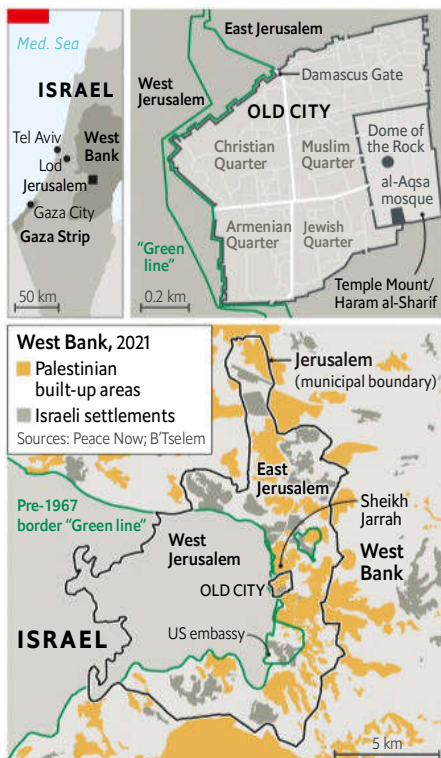 Med. Sea
ISRAEL
West
Bank
Tel Aviv
Lod
Jerusalem
Gaza City
Gaza Strip
50 km
East Jerusalem
West
Jerusalem
Damascus Gate
OLD CITY
Christian
Quarter
Muslim
Quarter
Dome of
the Rock
al-Aqsa
mosque
Armenian
Quarter
Jewish
Quarter
"Green
line"
0.2 km
Temple Mount/
Haram al-Sharif
West Bank, 2021
Palestinian
built-up areas
Israeli settlements
Sources: Peace Now; B'Tselem
Jerusalem
(municipal boundary)
East
Jerusalem
Pre-1967
border "Green line"
Sheikh
Jarrah
West
Jerusalem
West
Bank
OLD CITY
ISRAEL
US embassy
5 km